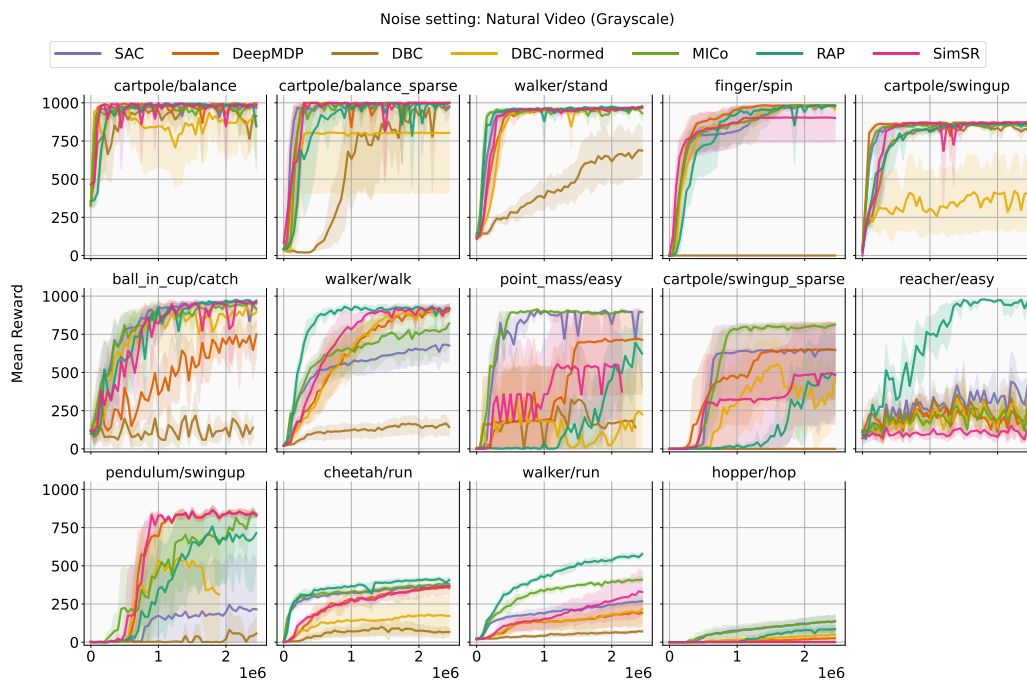 Noise setting: Natural Video (Grayscale)
SAC DeepMDP DBC DBC-normed MICo RAP SimSR
cartpole/balance cartpole/balance_sparse walker/stand finger/spin cartpole/swingup
1000
750
500
250
0
ball_in_cup/catch walker/walk point_mass/easy cartpole/swingup_sparse reacher/easy
1000
750
500
250
0
Mean Reward
pendulum/swingup cheetah/run walker/run hopper/hop
1000
750
500
250
0
0 1 2 0 1 2 0 1 2 0 1 2
1e6 1e6 1e6 1e6